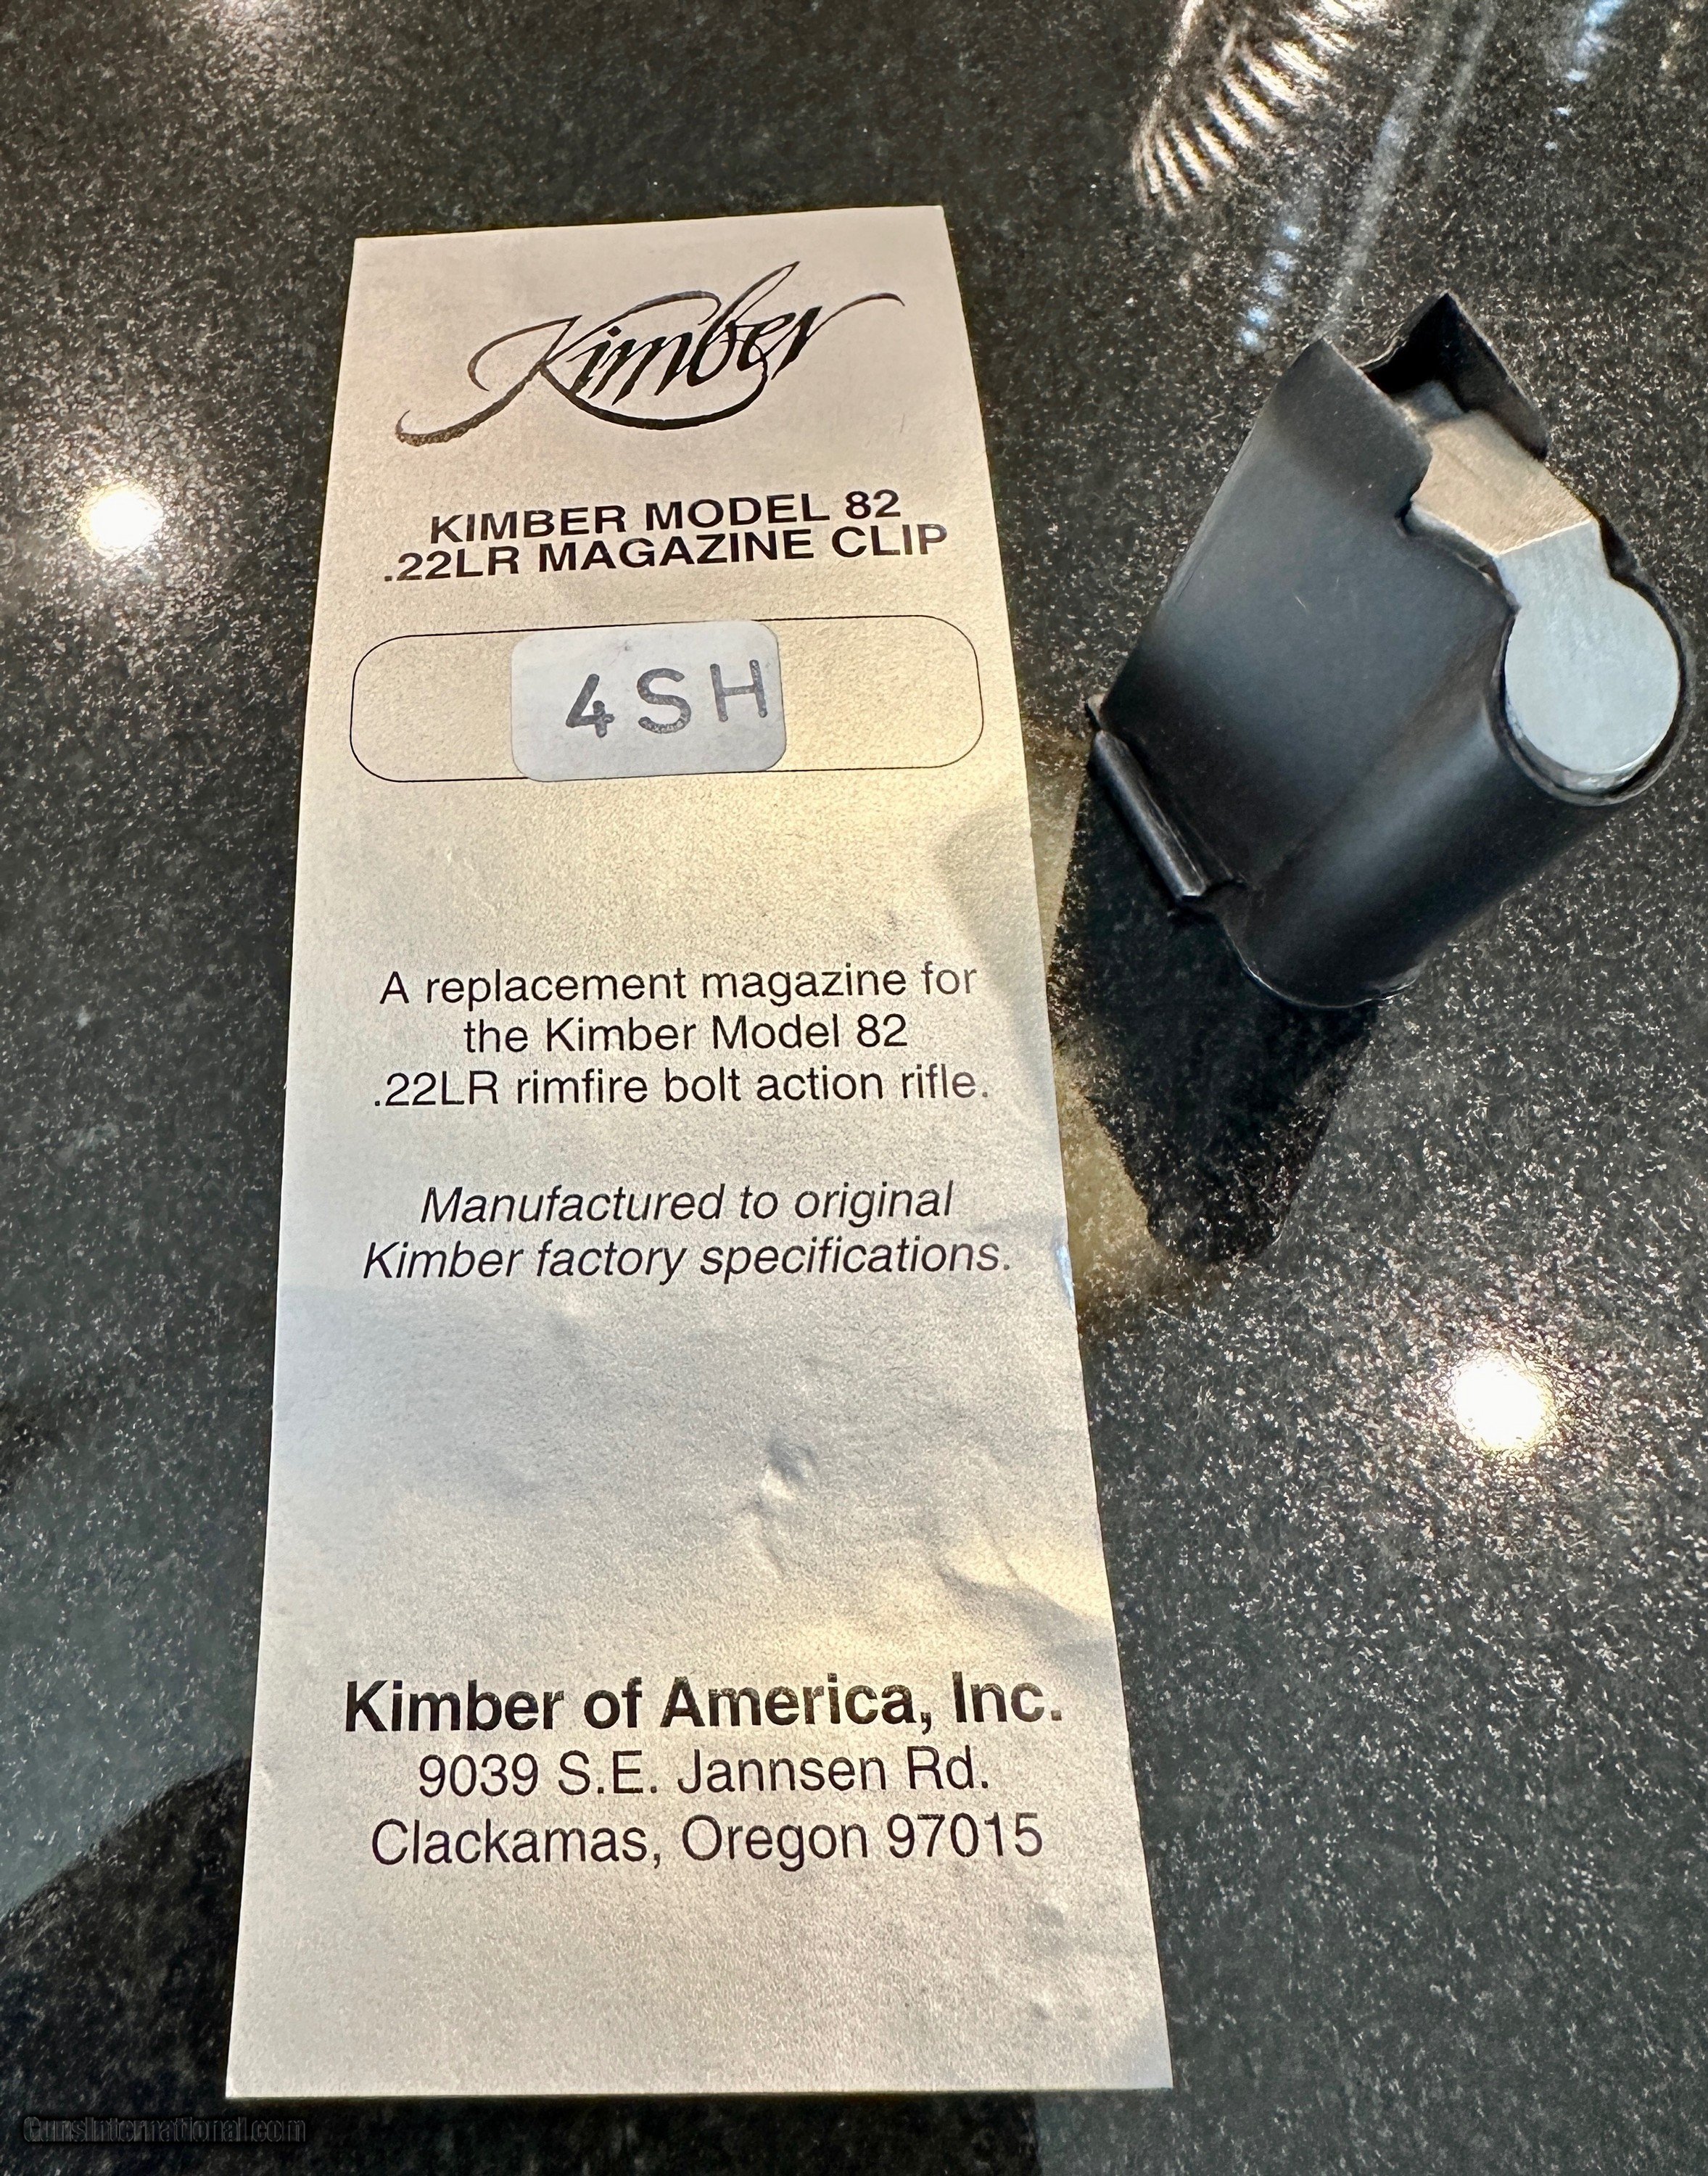 Kimber
KIMBER MODEL 82
.22LR MAGAZINE CLIP
4SH
A replacement magazine for
the Kimber Model 82
.22LR rimfire bolt action rifle.
Manufactured to original
Kimber factory specifications.
Kimber of America, Inc.
9039 S.E. Jannsen Rd.
Clackamas, Oregon 97015
GunsInternational.com